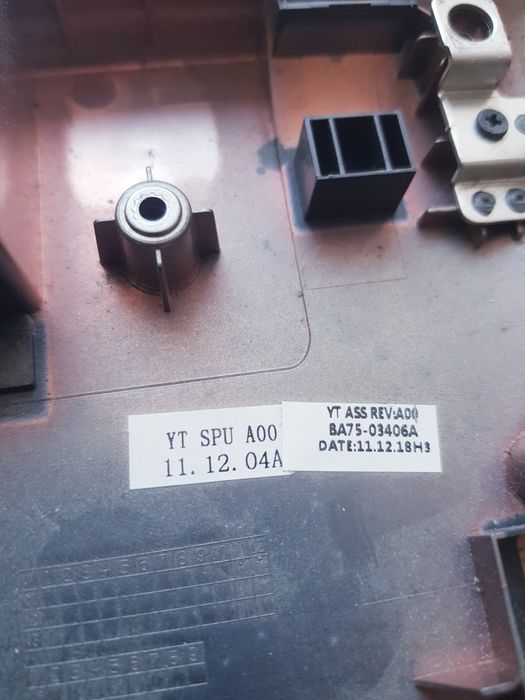 YT SPU A00
11.12.04A
YT ASS REV:A00
BA75-03406A
DATE:11.12.18H3